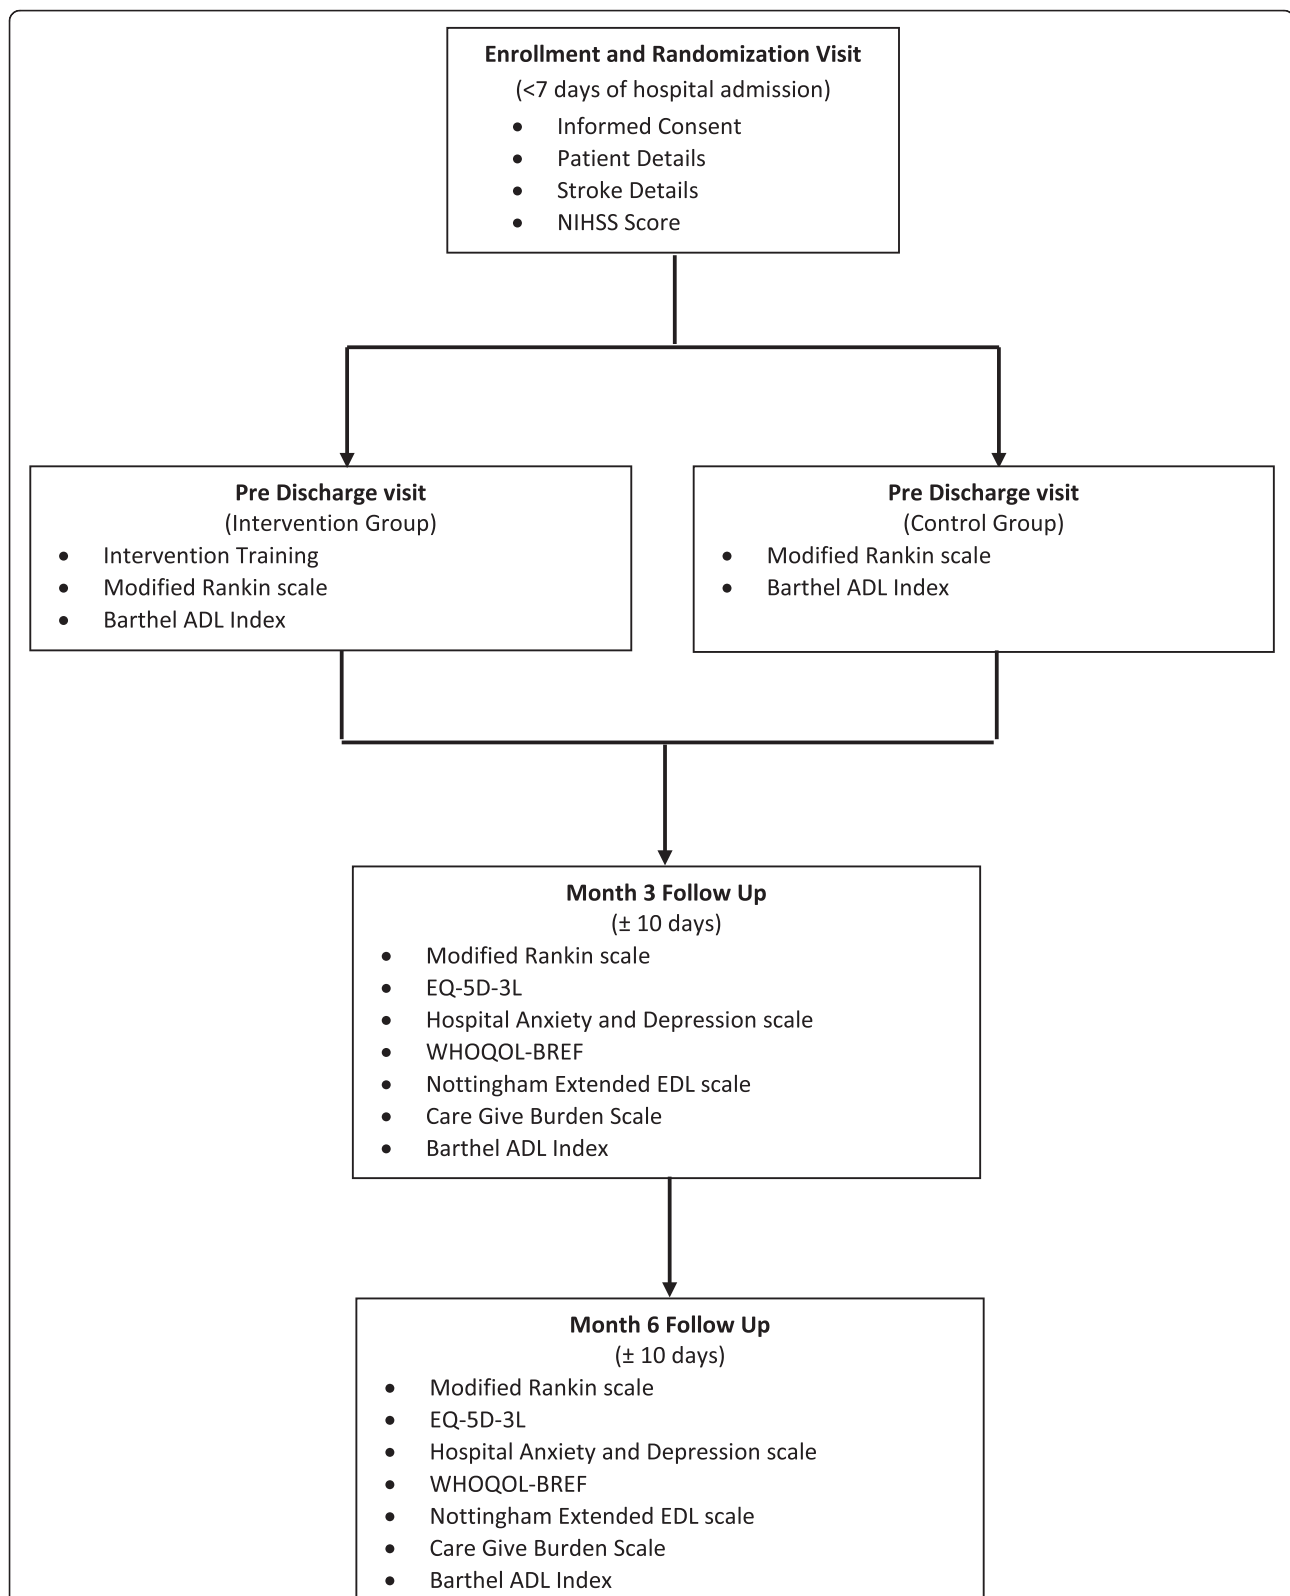 Enrollment and Randomization Visit
(<7 days of hospital admission)
• Informed Consent
• Patient Details
• Stroke Details
• NIHSS Score
Pre Discharge visit
(Intervention Group)
• Intervention Training
• Modified Rankin scale
• Barthel ADL Index
Pre Discharge visit
(Control Group)
• Modified Rankin scale
• Barthel ADL Index
Month 3 Follow Up
(± 10 days)
• Modified Rankin scale
• EQ-5D-3L
• Hospital Anxiety and Depression scale
• WHOQOL-BREF
• Nottingham Extended EDL scale
• Care Give Burden Scale
• Barthel ADL Index
Month 6 Follow Up
(± 10 days)
• Modified Rankin scale
• EQ-5D-3L
• Hospital Anxiety and Depression scale
• WHOQOL-BREF
• Nottingham Extended EDL scale
• Care Give Burden Scale
• Barthel ADL Index